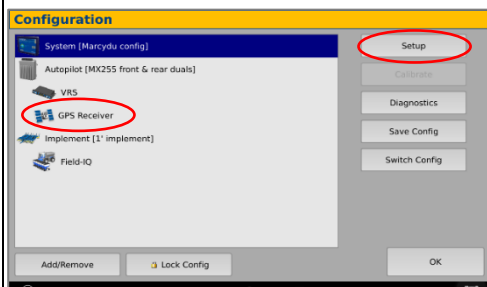 Configuration
System [Marcydu config]
Autopilot [MX255 front & rear duals]
VRS
GPS Receiver
Implement [1' implement]
Field-IQ
Setup
Calibrate
Diagnostics
Save Config
Switch Config
Add/Remove
Lock Config
OK